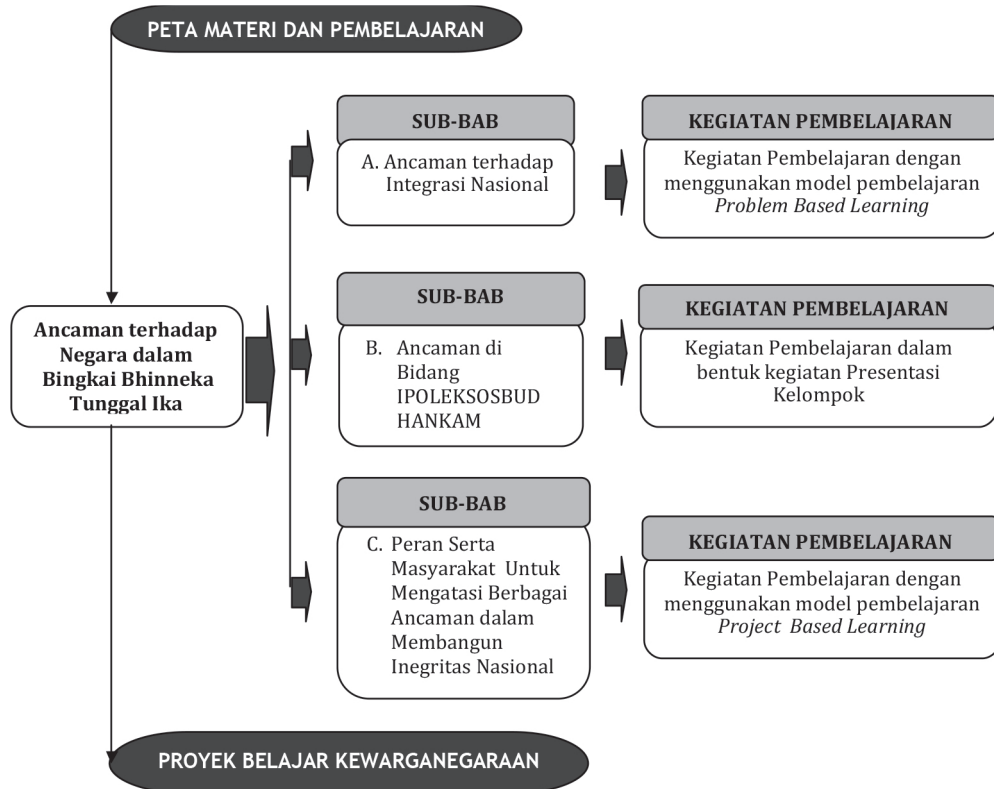 PETA MATERI DAN PEMBELAJARAN
SUB-BAB
A. Ancaman terhadap
Integrasi Nasional
KEGIATAN PEMBELAJARAN
Kegiatan Pembelajaran dengan
menggunakan model pembelajaran
Problem Based Learning
Ancaman terhadap
Negara dalam
Bingkai Bhinneka
Tunggal Ika
SUB-BAB
B. Ancaman di
Bidang
IPOLEKSOSBUD
HANKAM
KEGIATAN PEMBELAJARAN
Kegiatan Pembelajaran dalam
bentuk kegiatan Presentasi
Kelompok
SUB-BAB
C. Peran Serta
Masyarakat Untuk
Mengatasi Berbagai
Ancaman dalam
Membangun
Inegritas Nasional
KEGIATAN PEMBELAJARAN
Kegiatan Pembelajaran dengan
menggunakan model pembelajaran
Project Based Learning
PROYEK BELAJAR KEWARGANEGARAAN